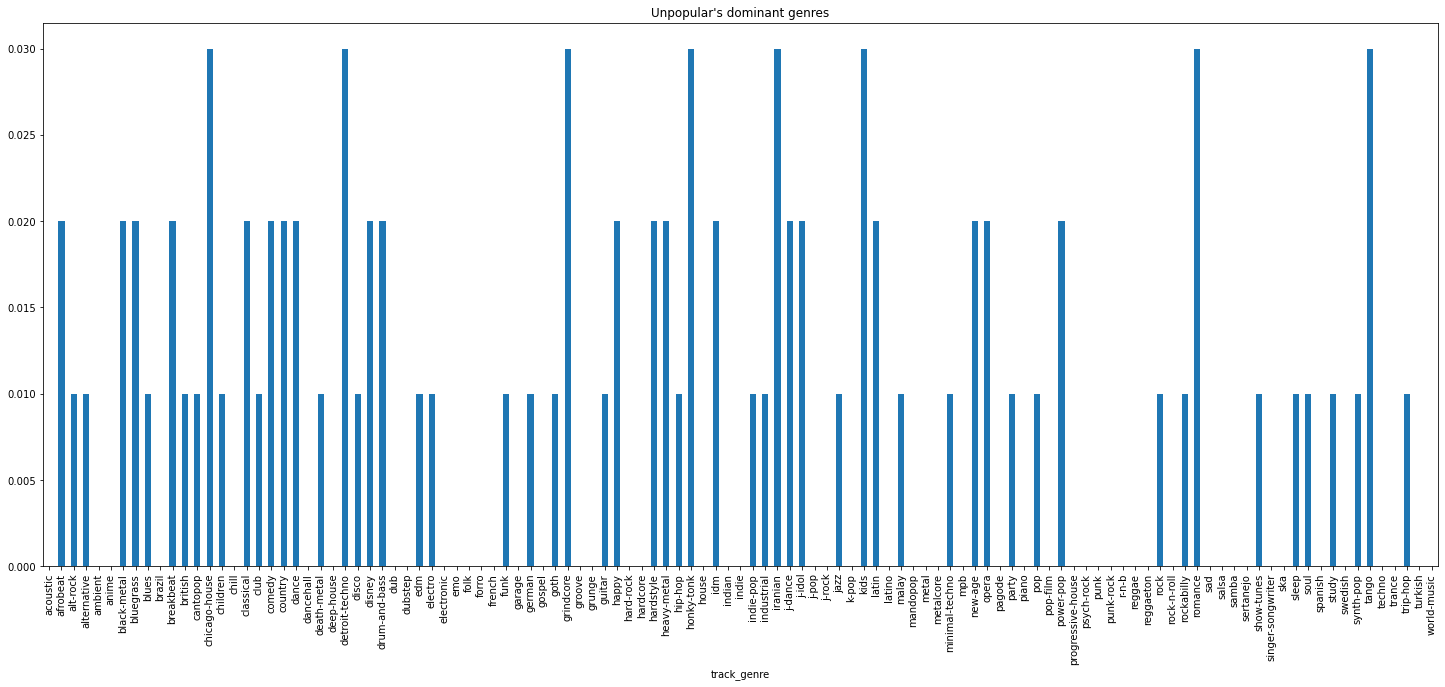 Unpopular's dominant genres
0.030
0.025
0.020
0.015
0.010
0.005
0.000
acoustic
afrobeat
alt-rock
alternative
ambient
anime
black-metal
bluegrass
blues
brazil
breakbeat
british
cantopop
chicago-house
children
chill
classical
club
comedy
country
dance
dancehall
death-metal
deep-house
detroit-techno
disco
disney
drum-and-bass
dub
dubstep
edm
electro
electronic
emo
folk
forro
french
funk
garage
german
gospel
goth
grindcore
groove
grunge
guitar
happy
hard-rock
hardcore
hardstyle
heavy-metal
hip-hop
honky-tonk
house
idm
indian
indie
indie-pop
industrial
iranian
j-dance
j-idol
j-pop
j-rock
jazz
k-pop
kids
latin
latino
malay
mandopop
metal
metalcore
minimal-techno
mpb
new-age
opera
pagode
party
piano
pop
pop-film
power-pop
progressive-house
psych-rock
punk
punk-rock
r-n-b
reggae
reggaeton
rock
rock-n-roll
rockabilly
romance
sad
salsa
samba
sertanejo
show-tunes
singer-songwriter
ska
sleep
soul
spanish
study
swedish
synth-pop
tango
techno
trance
trip-hop
turkish
world-music
track_genre